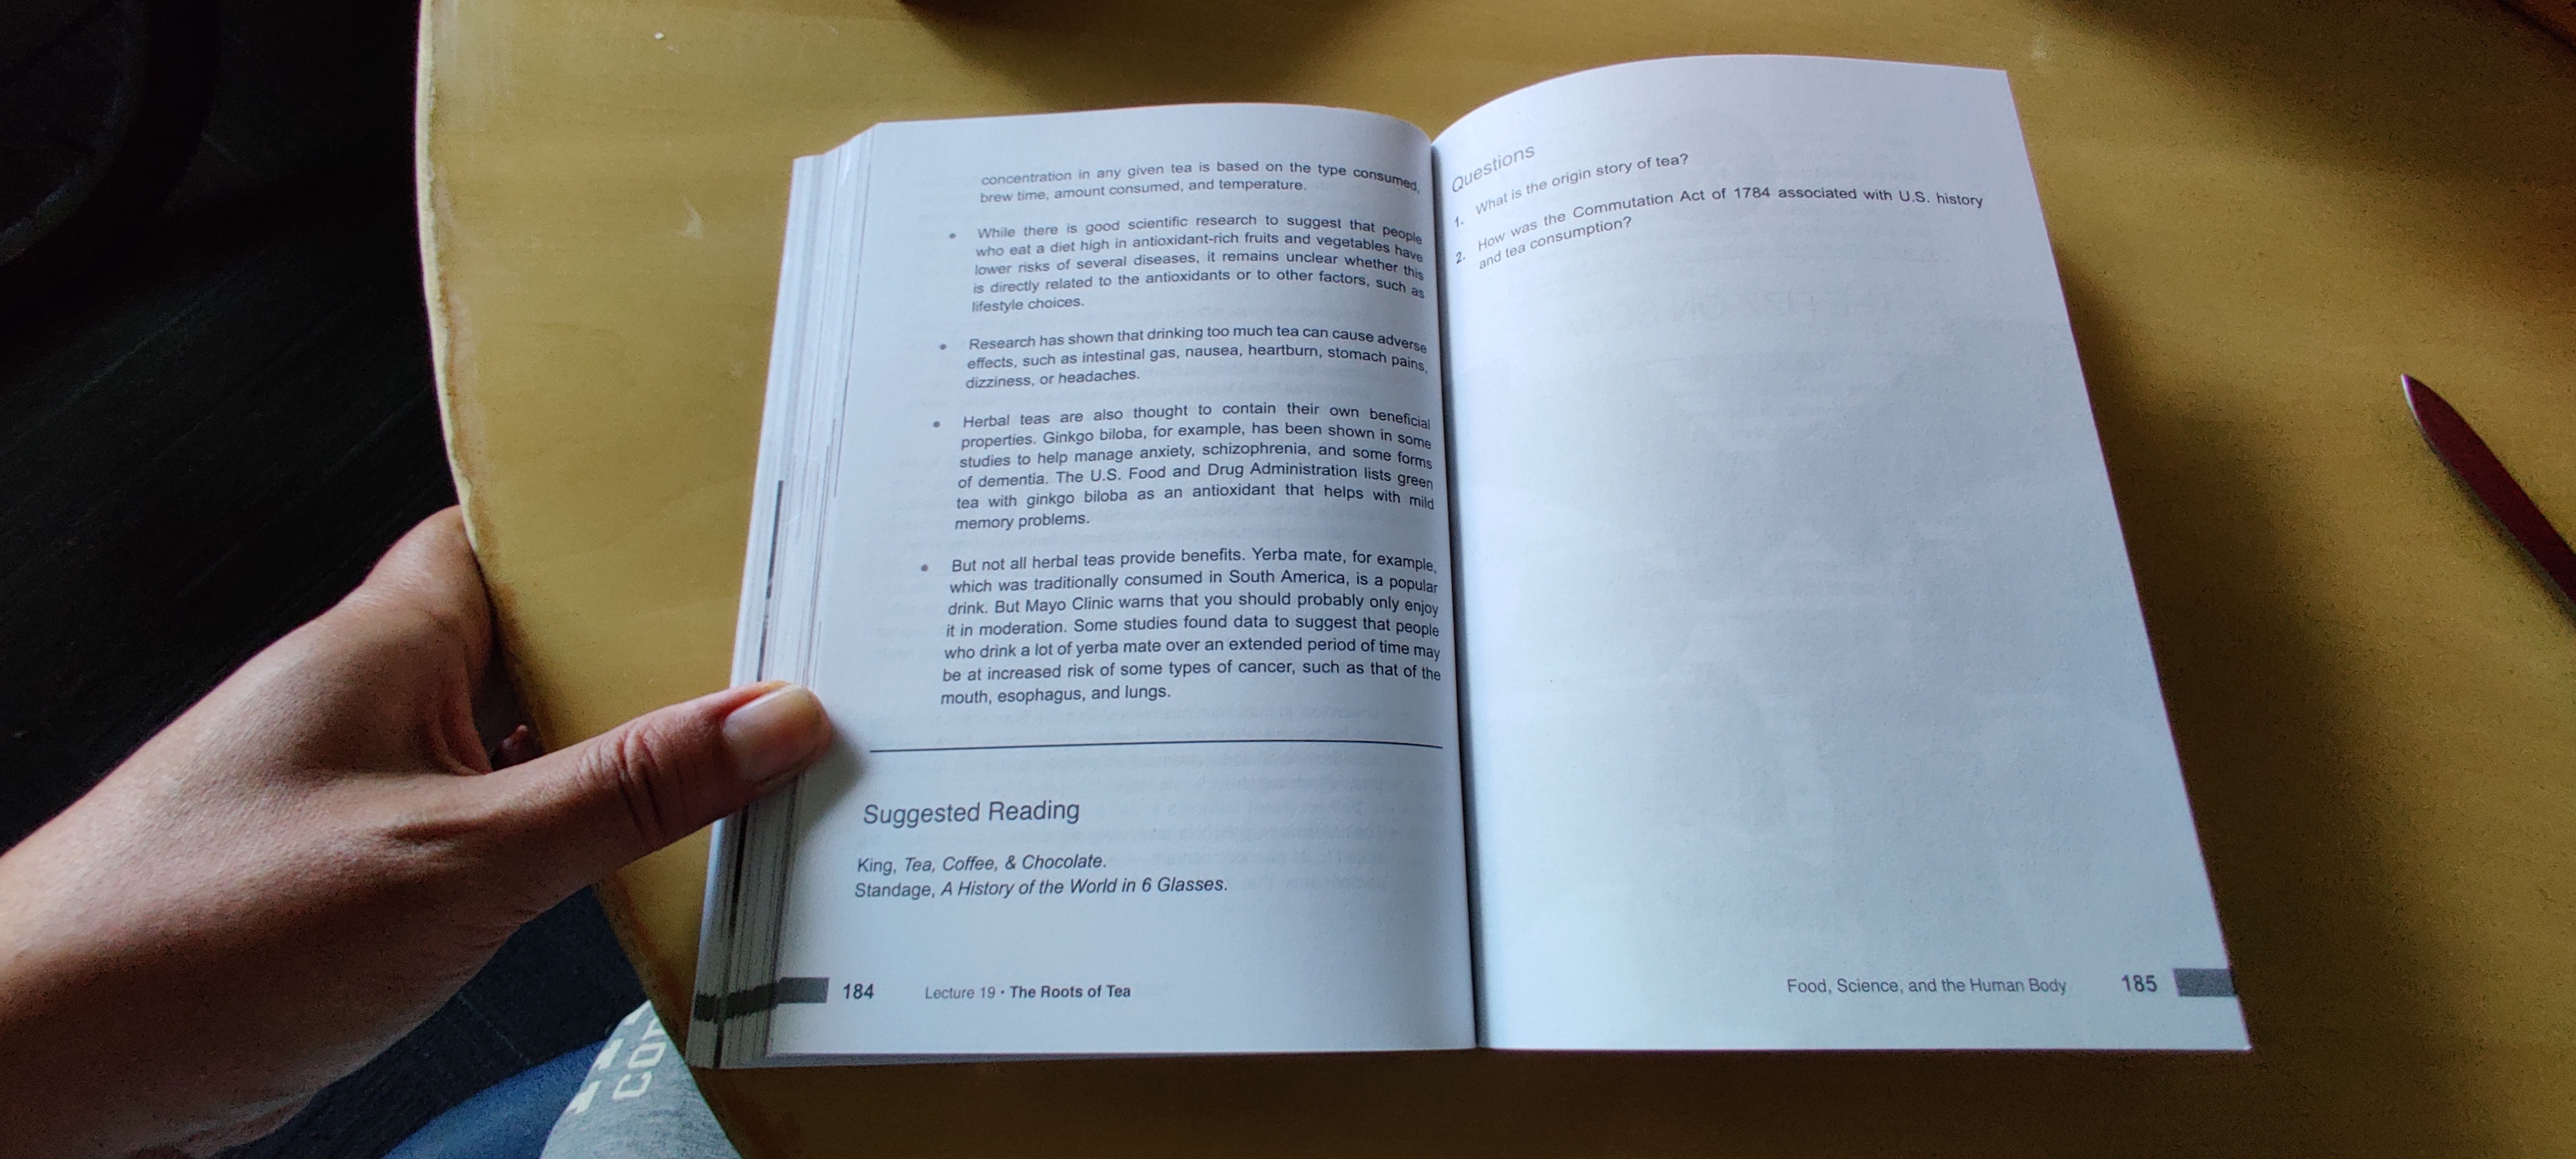 concentration in any given tea is based on the type consumed,
brew time, amount consumed, and temperature.
• While there is good scientific research to suggest that people
who eat a diet high in antioxidant-rich fruits and vegetables have
lower risks of several diseases, it remains unclear whether this
is directly related to the antioxidants or to other factors, such as
lifestyle choices.
• Research has shown that drinking too much tea can cause adverse
effects, such as intestinal gas, nausea, heartburn, stomach pains,
dizziness, or headaches.
• Herbal teas are also thought to contain their own beneficial
properties. Ginkgo biloba, for example, has been shown in some
studies to help manage anxiety, schizophrenia, and some forms
of dementia. The U.S. Food and Drug Administration lists green
tea with ginkgo biloba as an antioxidant that helps with mild
memory problems.
• But not all herbal teas provide benefits. Yerba mate, for example,
which was traditionally consumed in South America, is a popular
drink. But Mayo Clinic warns that you should probably only enjoy
it in moderation. Some studies found data to suggest that people
who drink a lot of yerba mate over an extended period of time may
be at increased risk of some types of cancer, such as that of the
mouth, esophagus, and lungs.
Suggested Reading
King, Tea, Coffee, & Chocolate.
Standage, A History of the World in 6 Glasses.
184 Lecture 19 • The Roots of Tea
Questions
1. What is the origin story of tea?
2. How was the Commutation Act of 1784 associated with U.S. history
and tea consumption?
Food, Science, and the Human Body 185